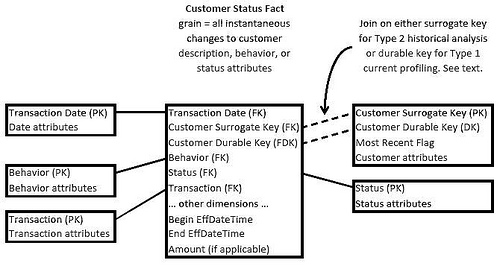 Customer Status Fact
grain = all instantaneous
changes to customer
description, behavior, or
status attributes
Join on either surrogate key
for Type 2 historical analysis
or durable key for Type 1
current profiling. See text.
Transaction Date (PK)
Date attributes
Behavior (PK)
Behavior attributes
Transaction (PK)
Transaction attributes
Transaction Date (FK)
Customer Surrogate Key (FK)
Customer Durable Key (FDK)
Behavior (FK)
Status (FK)
Transaction (FK)
... other dimensions ...
Begin EffDateTime
End EffDateTime
Amount (if applicable)
Customer Surrogate Key (PK)
Customer Durable Key (DK)
Most Recent Flag
Customer attributes
Status (PK)
Status attributes